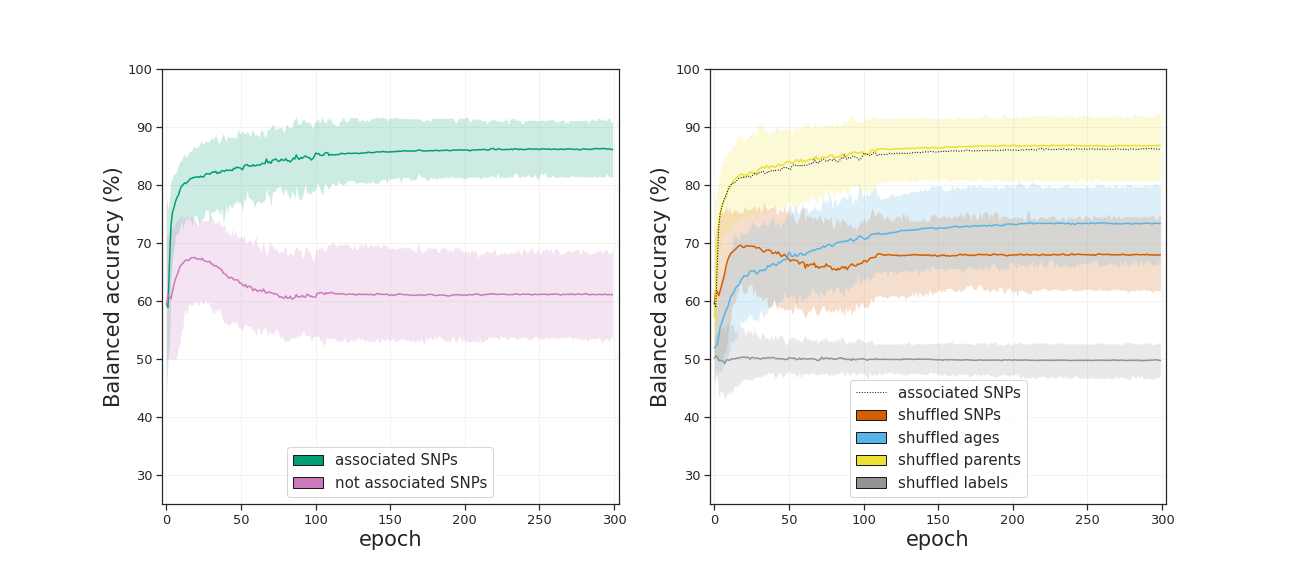 Balanced accuracy (%)
100
90
80
70
60
50
40
30
associated SNPs
not associated SNPs
0
50
100
150
200
250
300
epoch
Balanced accuracy (%)
100
90
80
70
60
50
40
30
associated SNPs
shuffled SNPs
shuffled ages
shuffled parents
shuffled labels
0
50
100
150
200
250
300
epoch